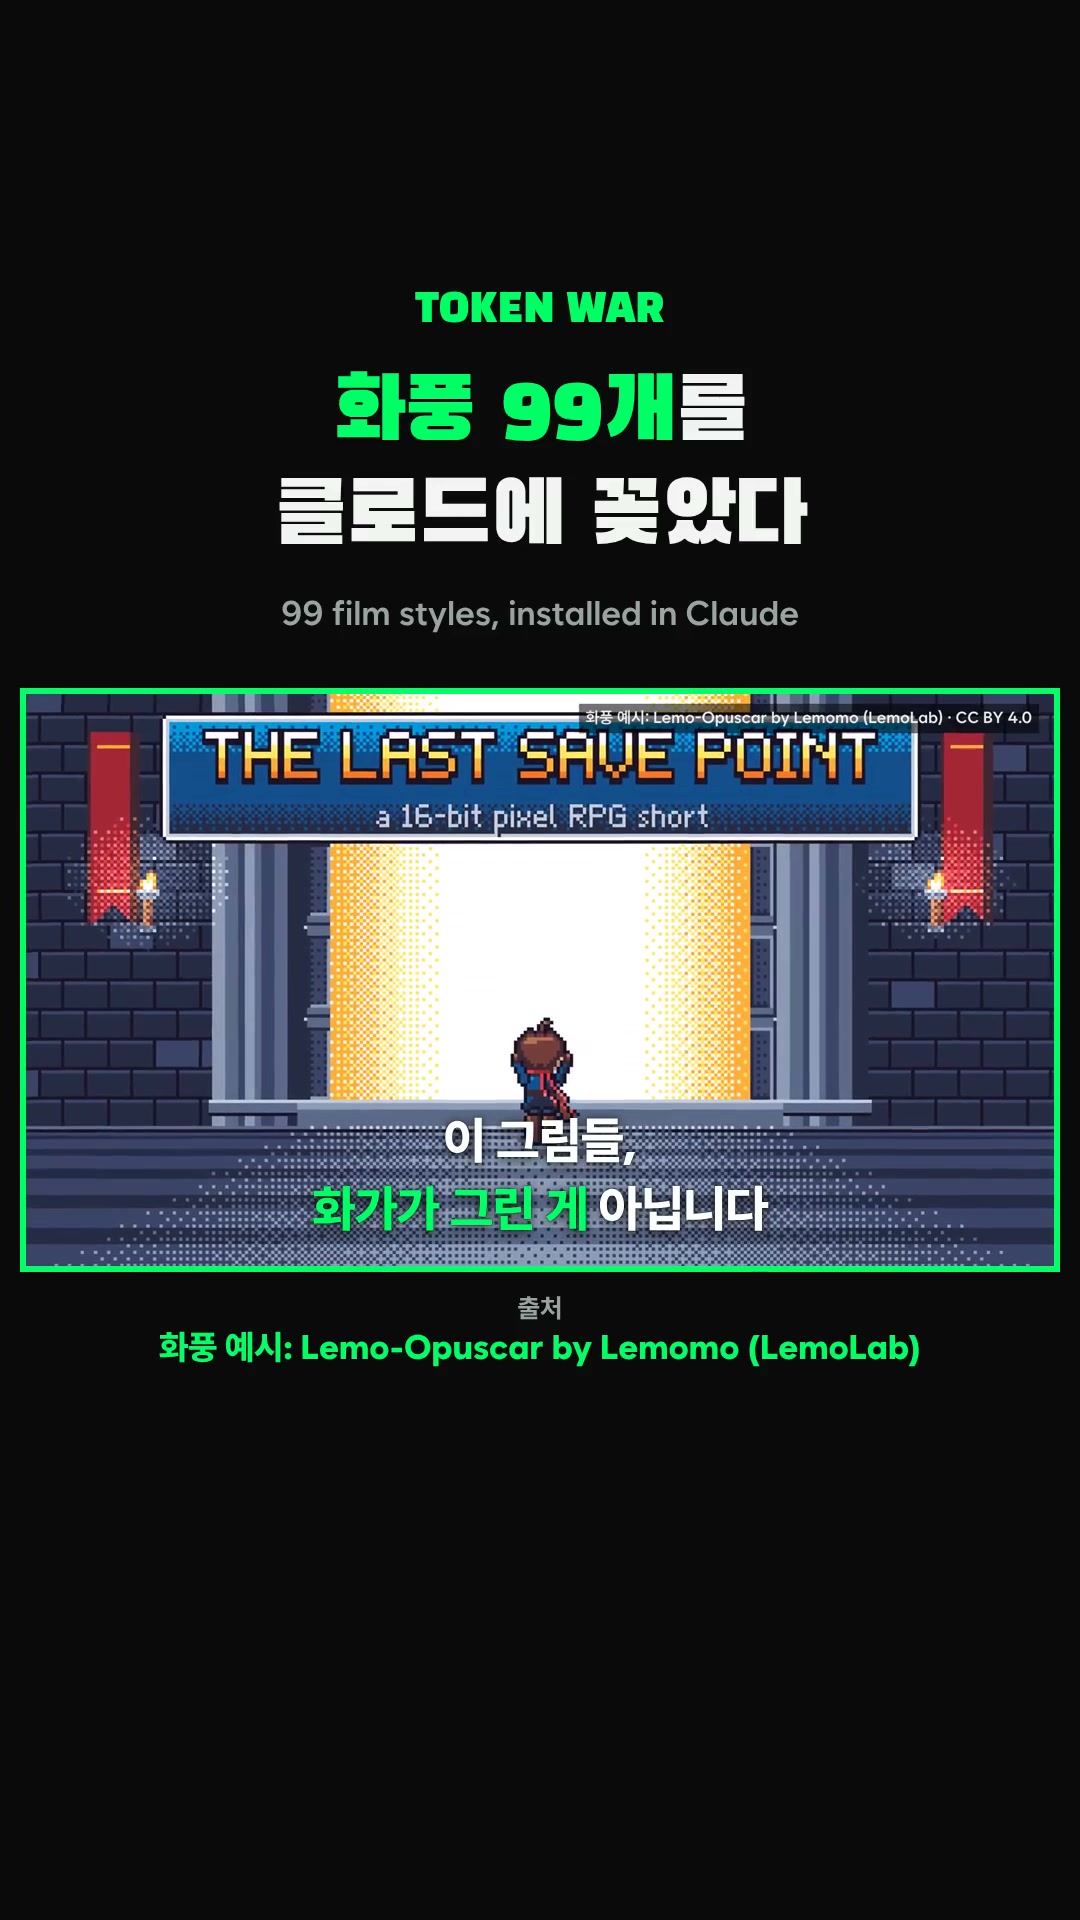 TOKEN WAR
화풍 99개를
클로드에 꽂았다
99 film styles, installed in Claude
화풍 예시: Lemo-Opuscar by Lemomo (LemoLab) · CC BY 4.0
THE LAST SAVE POINT
a 16-bit pixel RPG short
이 그림들,
화가가 그린 게 아닙니다
출처
화풍 예시: Lemo-Opuscar by Lemomo (LemoLab)